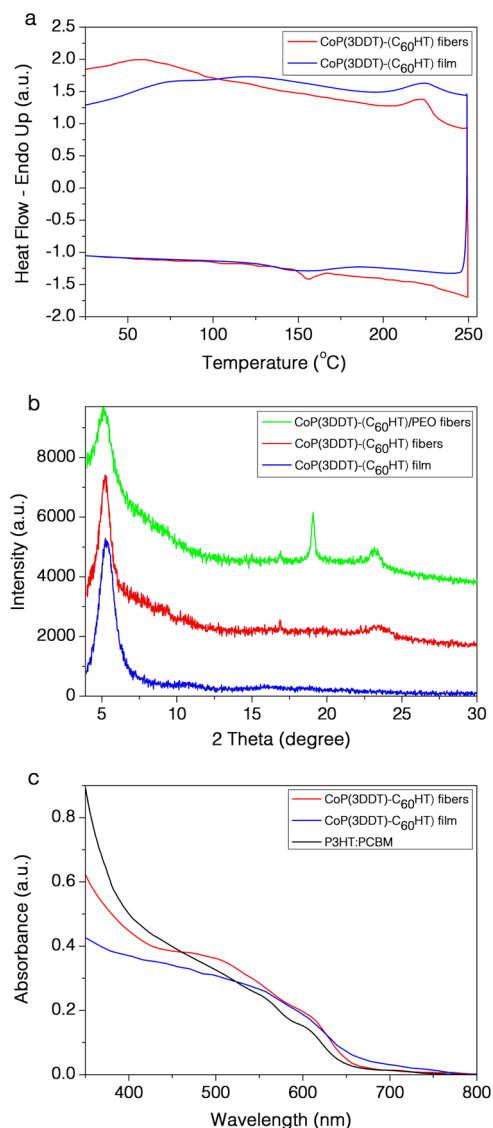 a
2.5
2.0
1.5
1.0
0.5
0.0
-0.5
-1.0
-1.5
-2.0
Heat Flow - Endo Up (a.u.)
CoP(3DDT)-(C60HT) fibers
CoP(3DDT)-(C60HT) film
50 100 150 200 250
Temperature (°C)
b
8000
6000
4000
2000
0
Intensity (a.u.)
CoP(3DDT)-(C60HT)/PEO fibers
CoP(3DDT)-(C60HT) fibers
CoP(3DDT)-(C60HT) film
5 10 15 20 25 30
2 Theta (degree)
c
0.8
0.6
0.4
0.2
0.0
Absorbance (a.u.)
CoP(3DDT)-C60HT) fibers
CoP(3DDT)-C60HT) film
P3HT:PCBM
400 500 600 700 800
Wavelength (nm)